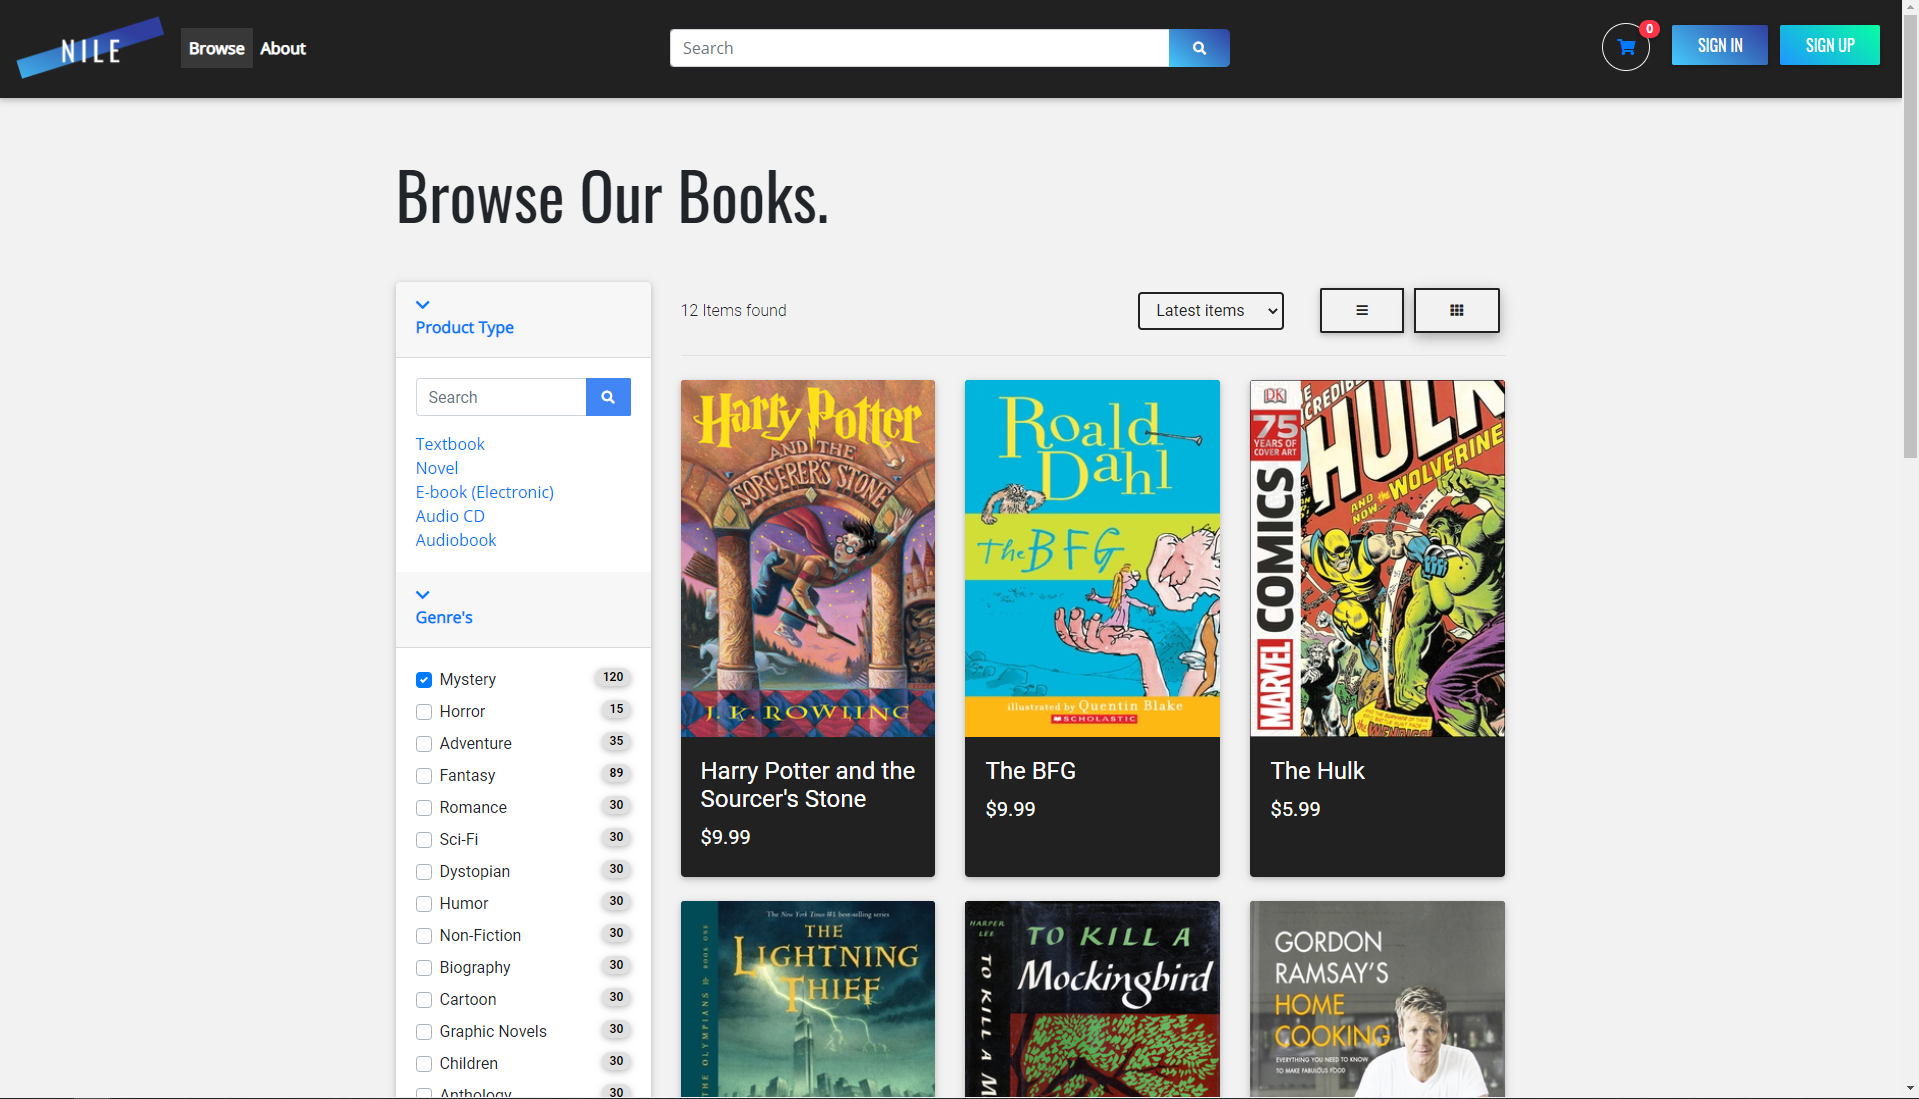 NILE
Browse
About
Search
0
SIGN IN
SIGN UP
Browse Our Books.
Product Type
Search
Textbook
Novel
E-book (Electronic)
Audio CD
Audiobook
Genre's
Mystery 120
Horror 15
Adventure 35
Fantasy 89
Romance 30
Sci-Fi 30
Dystopian 30
Humor 30
Non-Fiction 30
Biography 30
Cartoon 30
Graphic Novels 30
Children 30
Anthology 30
12 Items found
Latest items
Harry Potter
AND THE
SORCERER'S STONE
J. K. ROWLING
Harry Potter and the
Sourcer's Stone
$9.99
Roald
Dahl
The BFG
illustrated by Quentin Blake
SCHOLASTIC
The BFG
$9.99
DK
75
YEARS OF
COVER ART
MARVEL COMICS
THE
INCREDIBLE
HULK
AND
NOW...
the WOLVERINE
The Hulk
$5.99
The New York Times #1 best-selling series
THE
LIGHTNING
THIEF
THE OLYMPIANS BOOK ONE
HARPER
LEE
TO KILL A
Mockingbird
TO KILL A M
GORDON
RAMSAY'S
HOME
COOKING
EVERYTHING YOU NEED TO KNOW
TO MAKE FABULOUS FOOD